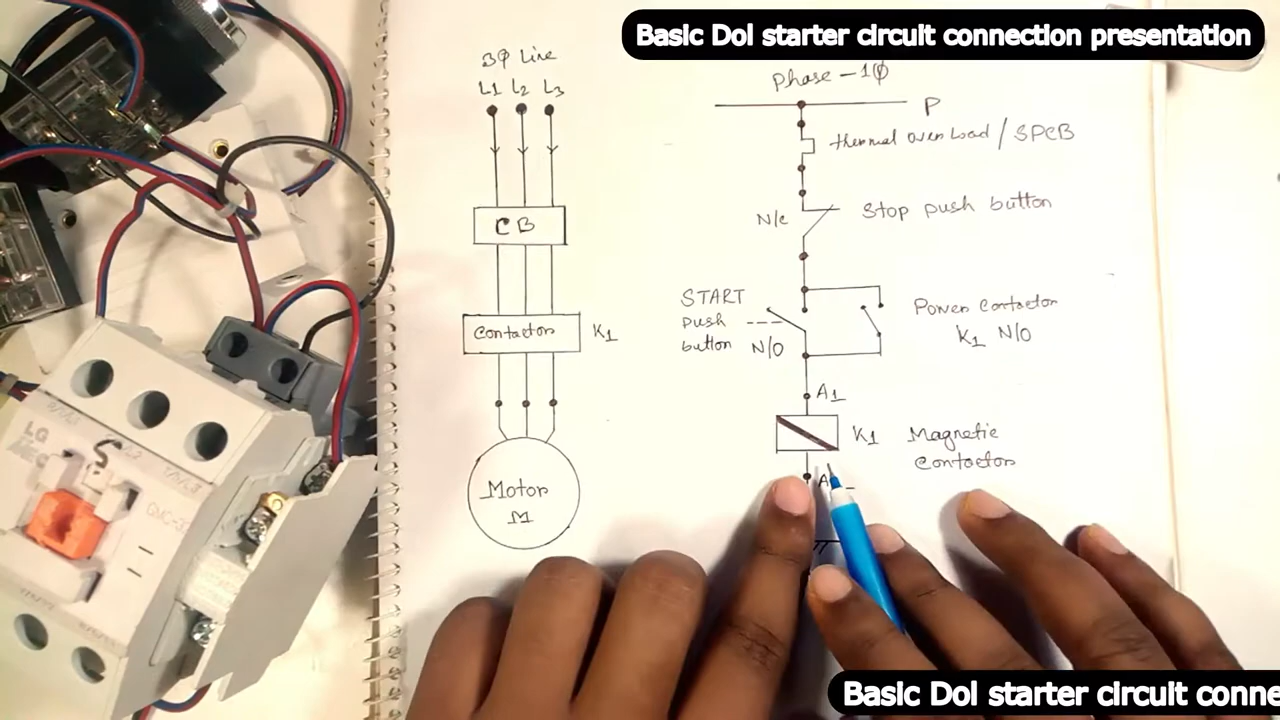 Basic Dol starter circuit connection presentation
3Φ Line
L1 L2 L3
CB
Contactor
K1
Motor
M
Phase - 1Φ
P
thermal over Load / SPCB
N/c
Stop push button
START
push
button N/O
Power Contactor
K1 N/O
A1
K1
Magnetic
Contactor
A
LG
Basic Dol starter circuit conne